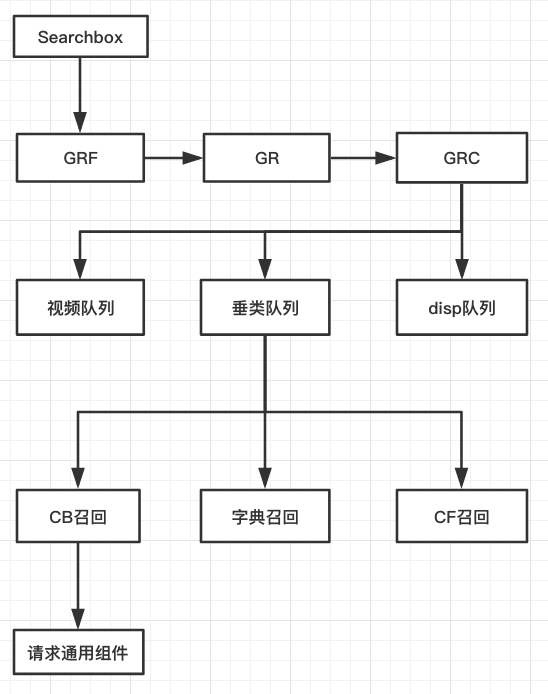 Searchbox
GRF
GR
GRC
视频队列
垂类队列
disp队列
CB召回
字典召回
CF召回
请求通用组件